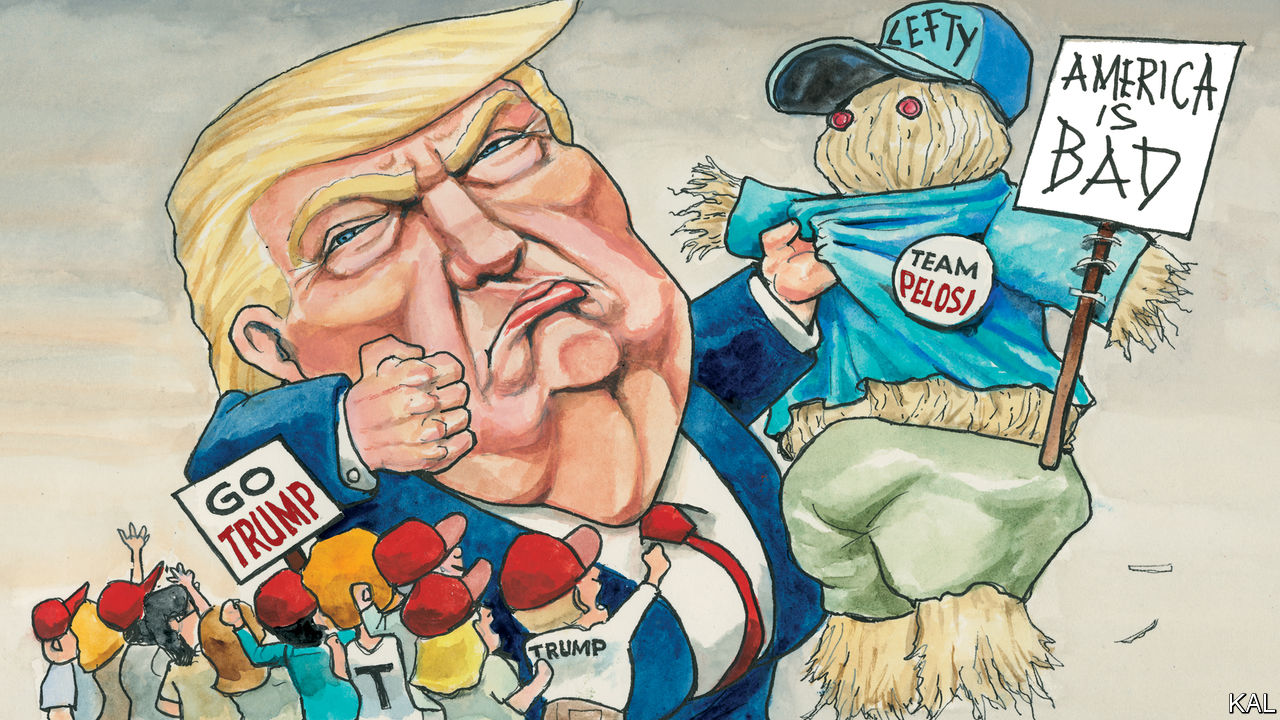 LEFTY
AMERICA
IS
BAD
TEAM
PELOSI
GO
TRUMP
TRUMP
T
KAL